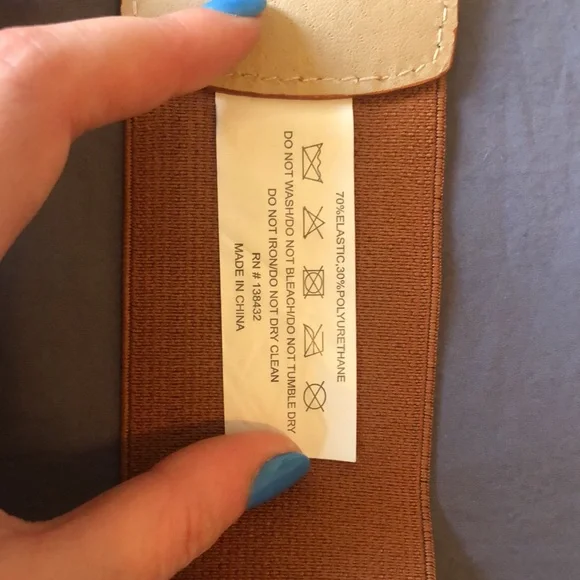 70%ELASTIC,30%POLYURETHANE
DO NOT WASH/DO NOT BLEACH/DO NOT TUMBLE DRY
DO NOT IRON/DO NOT DRY CLEAN
RN # 138432
MADE IN CHINA